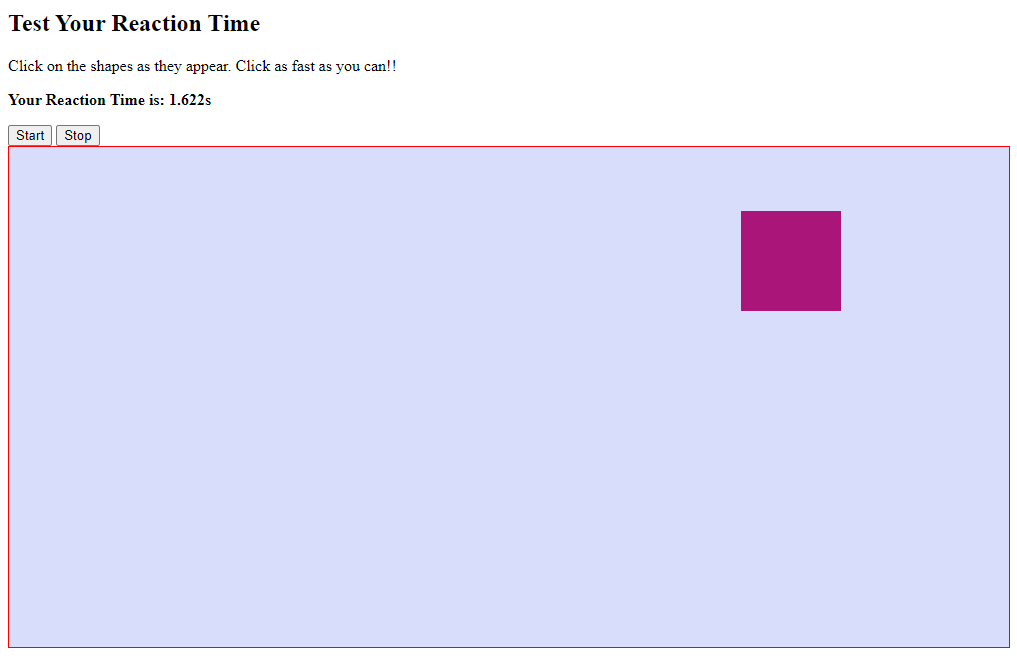 Test Your Reaction Time
Click on the shapes as they appear. Click as fast as you can!!
Your Reaction Time is: 1.622s
Start Stop